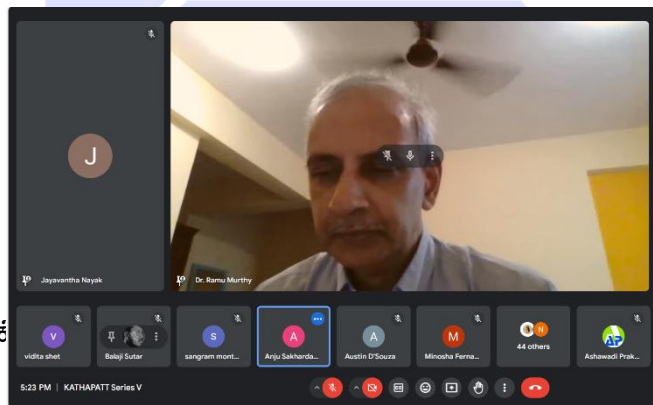 J
Jayavantha Nayak
Dr. Ramu Murthy
V
vidita shet
Balaji Sutar
S
sangram mont...
A
Anju Sakharda...
A
Austin D'Souza
M
Minosha Ferna...
N
44 others
AP
Ashawadi Prak...
5:23 PM | KATHAPATT Series V